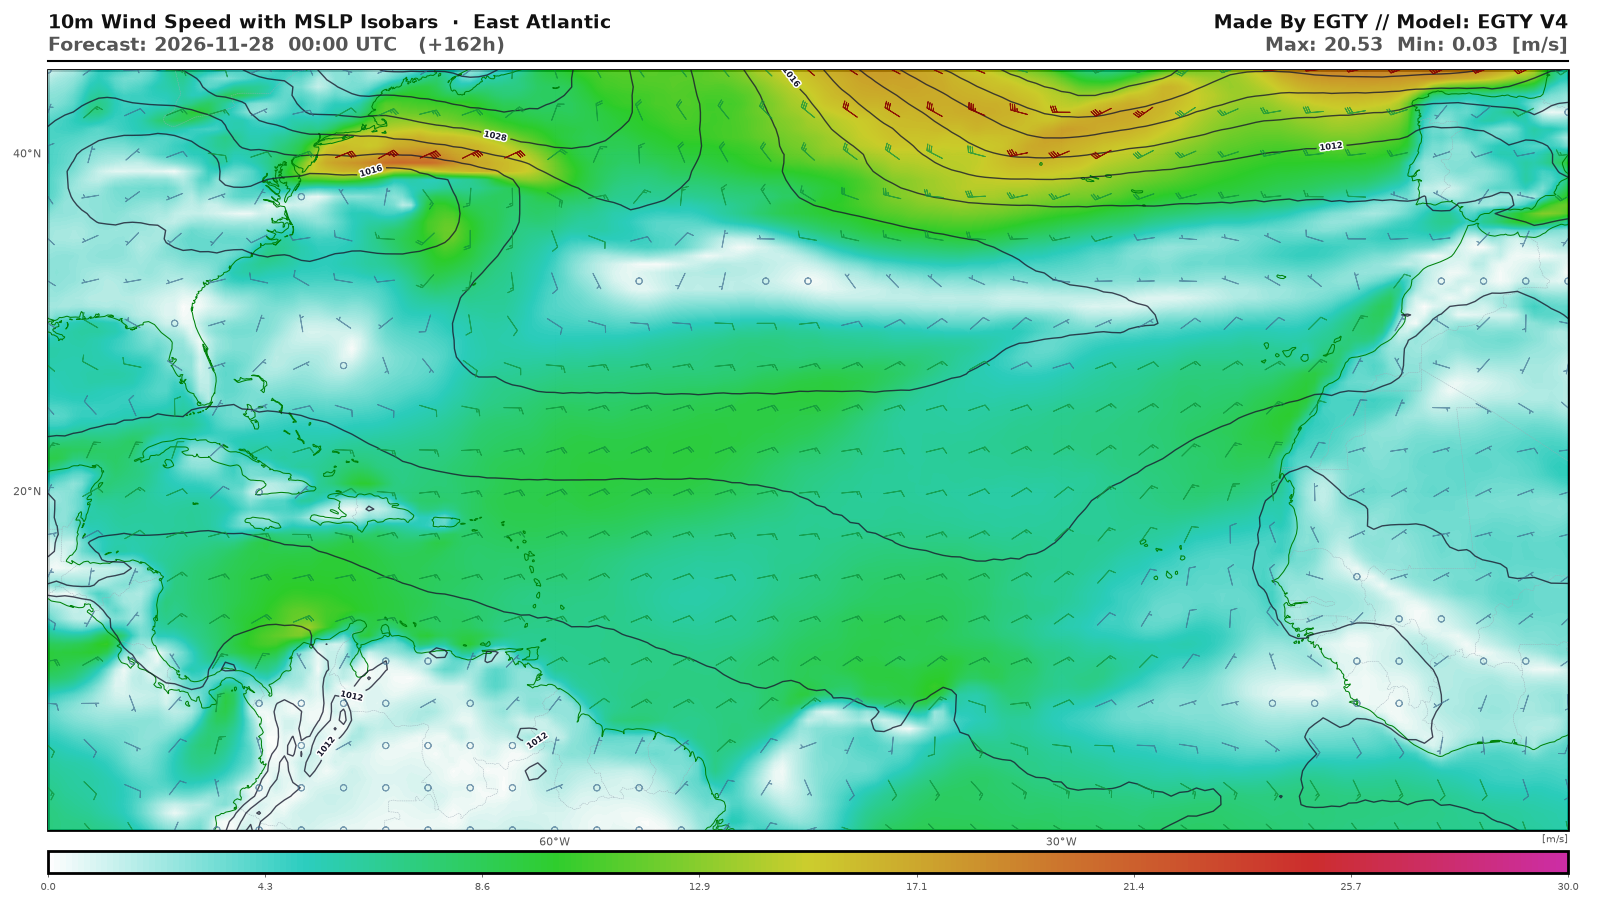 10m Wind Speed with MSLP Isobars · East Atlantic
Made By EGTY // Model: EGTY V4
Forecast: 2026-11-28 00:00 UTC (+162h)
Max: 20.53 Min: 0.03 [m/s]
1016
1028
1012
40°N
1016
20°N
1012
1012
1012
60°W
30°W
[m/s]
0.0
4.3
8.6
12.9
17.1
21.4
25.7
30.0